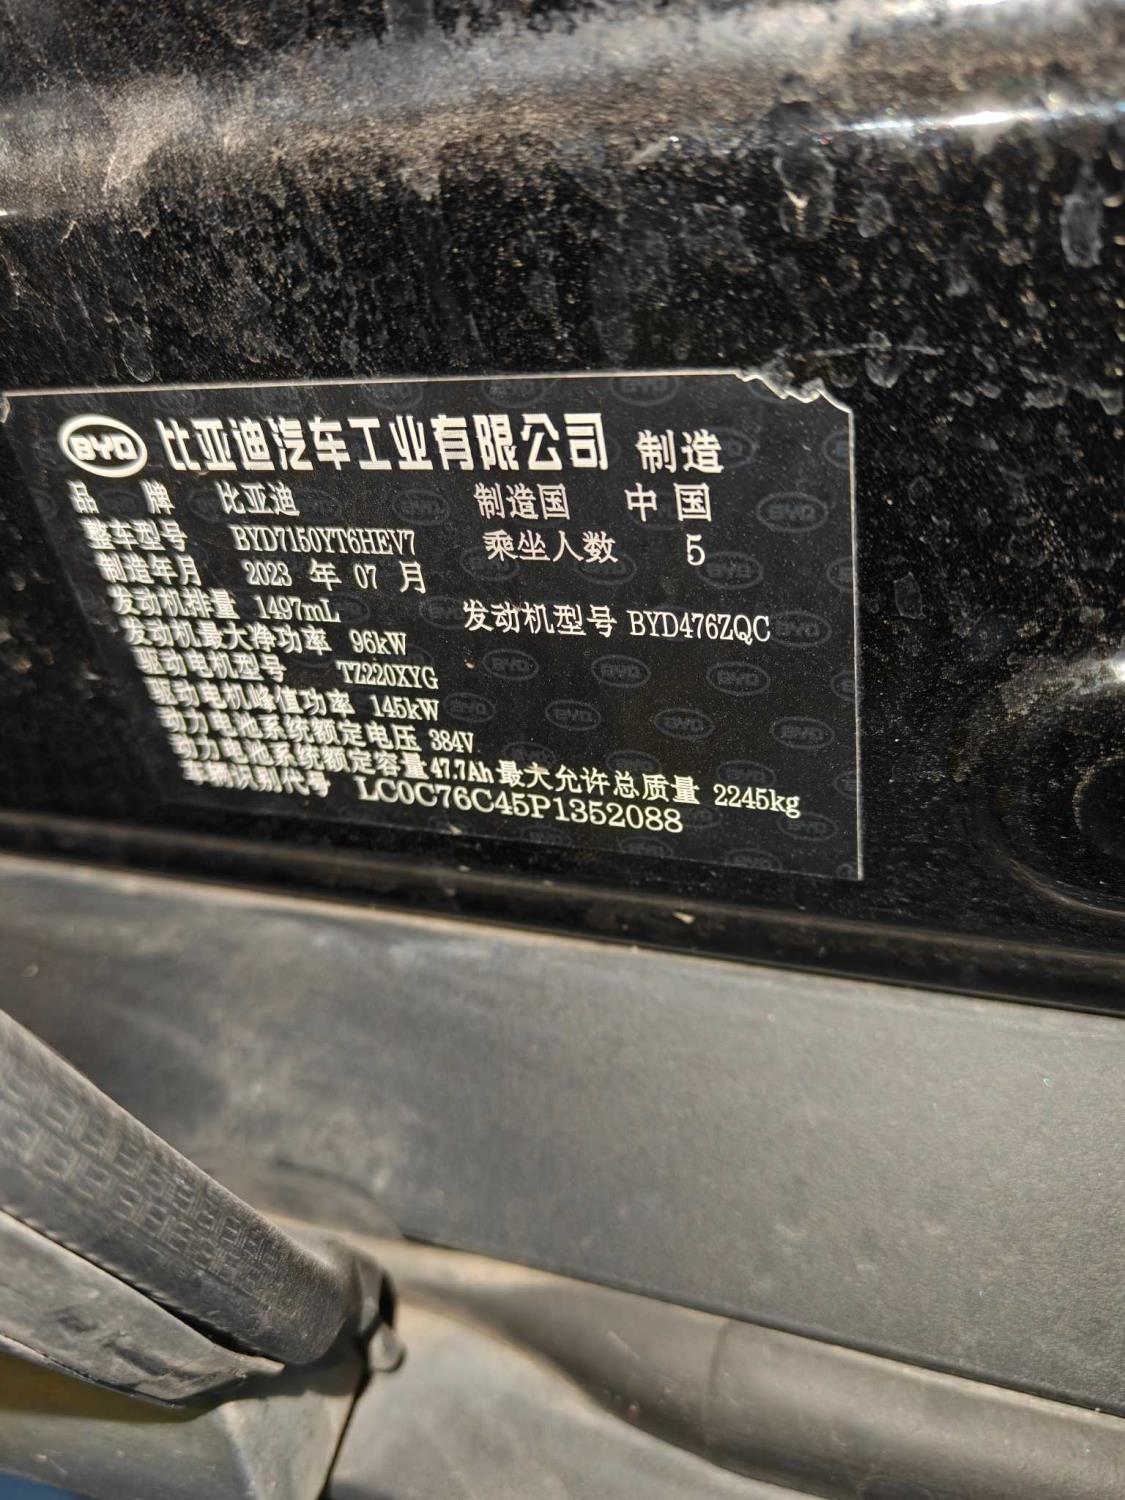 BYD 比亚迪汽车工业有限公司 制造
品 牌 比亚迪 制造国 中国
整车型号 BYD7150YT6HEV7 乘坐人数 5
制造年月 2023 年 07 月
发动机排量 1497mL 发动机型号 BYD476ZQC
发动机最大净功率 96kW
驱动电机型号 TZ220XYG
驱动电机峰值功率 145kW
动力电池系统额定电压 384V
动力电池系统额定容量 47.7Ah 最大允许总质量 2245kg
车辆识别代号 LC0C76C45P1352088